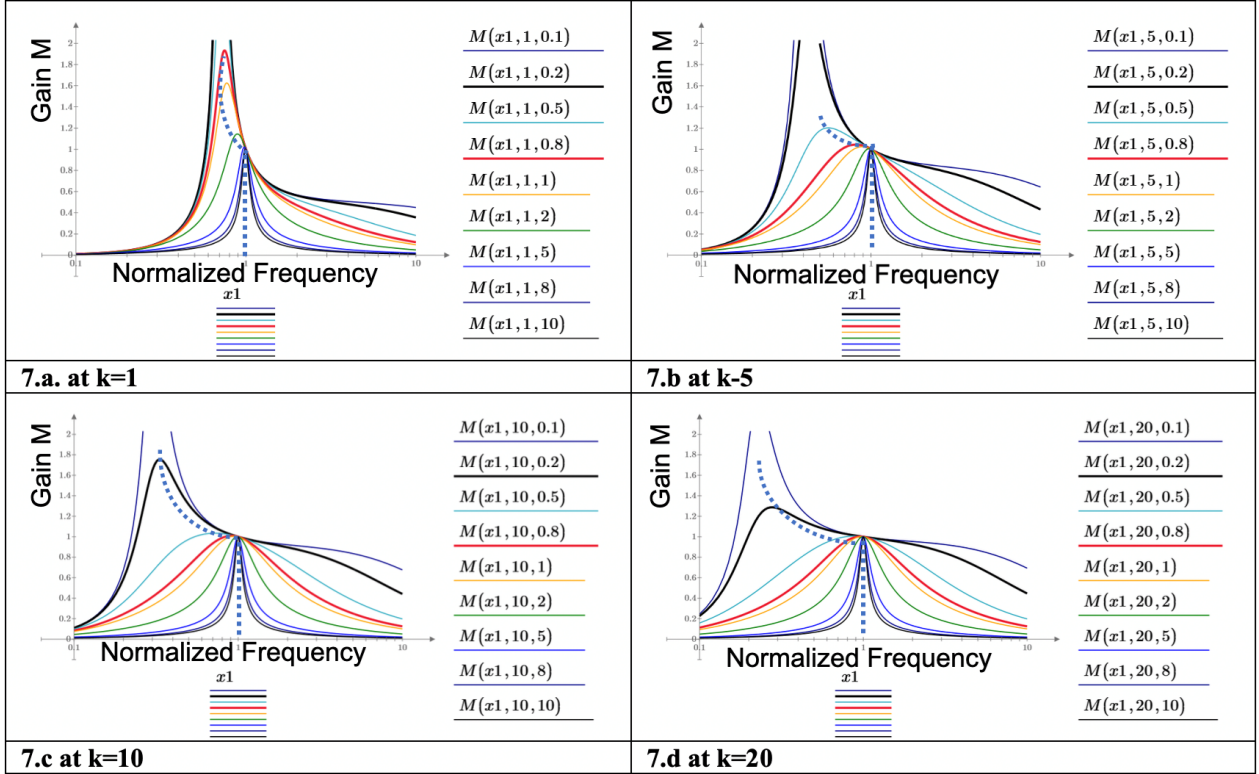 Gain M
2
1.8
1.6
1.4
1.2
1
0.8
0.6
0.4
0.2
0
0.1
1
10
Normalized Frequency
x1
M(x1,1,0.1)
M(x1,1,0.2)
M(x1,1,0.5)
M(x1,1,0.8)
M(x1,1,1)
M(x1,1,2)
M(x1,1,5)
M(x1,1,8)
M(x1,1,10)
7.a. at k=1
Gain M
2
1.8
1.6
1.4
1.2
1
0.8
0.6
0.4
0.2
0
0.1
1
10
Normalized Frequency
x1
M(x1,5,0.1)
M(x1,5,0.2)
M(x1,5,0.5)
M(x1,5,0.8)
M(x1,5,1)
M(x1,5,2)
M(x1,5,5)
M(x1,5,8)
M(x1,5,10)
7.b at k-5
Gain M
2
1.8
1.6
1.4
1.2
1
0.8
0.6
0.4
0.2
0
0.1
1
10
Normalized Frequency
x1
M(x1,10,0.1)
M(x1,10,0.2)
M(x1,10,0.5)
M(x1,10,0.8)
M(x1,10,1)
M(x1,10,2)
M(x1,10,5)
M(x1,10,8)
M(x1,10,10)
7.c at k=10
Gain M
2
1.8
1.6
1.4
1.2
1
0.8
0.6
0.4
0.2
0
0.1
1
10
Normalized Frequency
x1
M(x1,20,0.1)
M(x1,20,0.2)
M(x1,20,0.5)
M(x1,20,0.8)
M(x1,20,1)
M(x1,20,2)
M(x1,20,5)
M(x1,20,8)
M(x1,20,10)
7.d at k=20